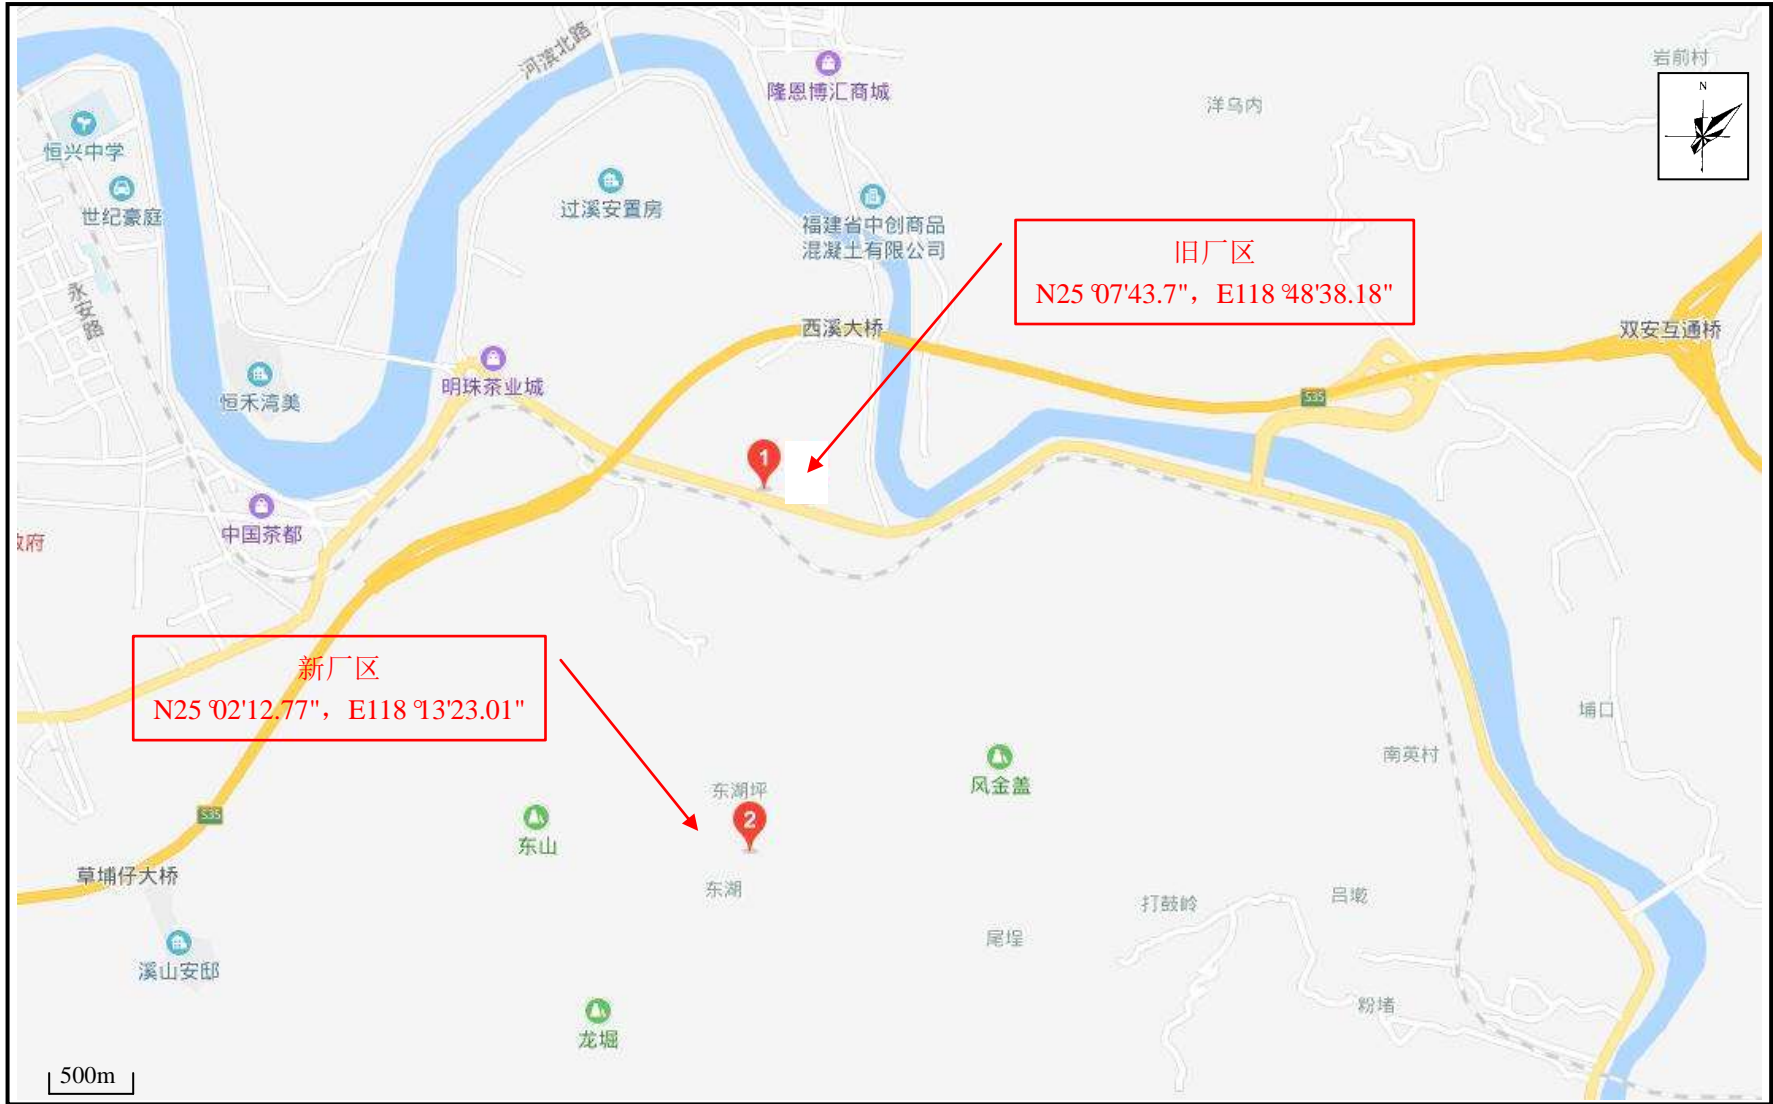 河滨北路
岩前村
N
隆恩博汇商城
洋乌内
恒兴中学
世纪豪庭
过溪安置房
福建省中创商品
混凝土有限公司
旧厂区
N25°07'43.7"，E118°48'38.18"
永安路
西溪大桥
双安互通桥
明珠茶业城
恒禾湾美
S35
1
中国茶都
政府
新厂区
N25°02'12.77"，E118°13'23.01"
埔口
南英村
风金盖
东湖坪
2
S35
东山
草埔仔大桥
东湖
打鼓岭
吕墩
尾埕
溪山安邸
粉堵
龙堀
500m